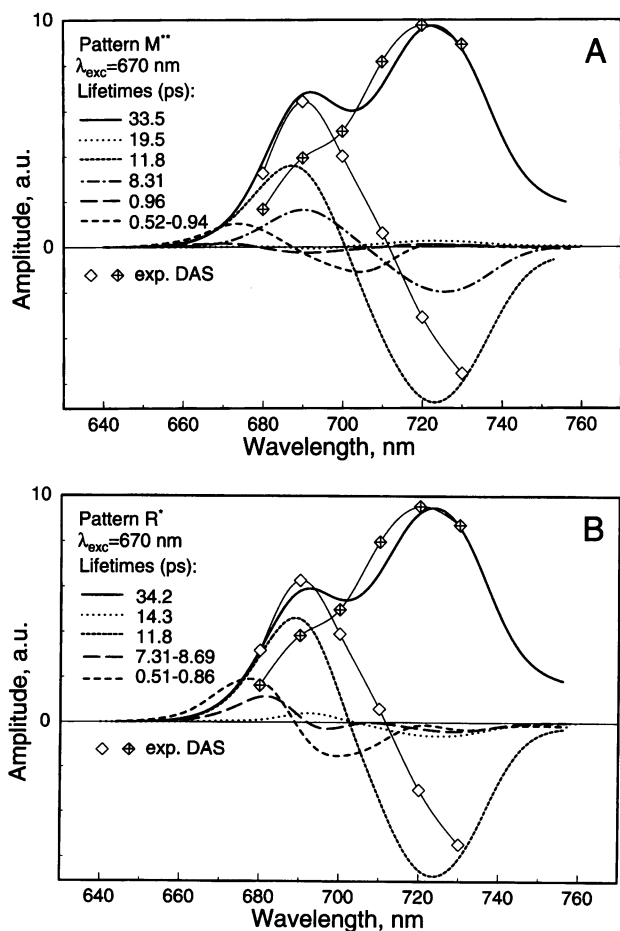 10
Pattern M**
A
λexc=670 nm
Lifetimes (ps):
33.5
19.5
11.8
8.31
0.96
0.52-0.94
5
0
exp. DAS
Amplitude, a.u.
640 660 680 700 720 740 760
Wavelength, nm
10
Pattern R*
B
λexc=670 nm
Lifetimes (ps):
34.2
14.3
11.8
7.31-8.69
0.51-0.86
0
exp. DAS
Amplitude, a.u.
640 660 680 700 720 740 760
Wavelength, nm